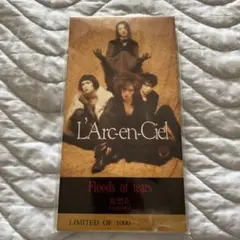 L'Arc~en~Ciel
Floods of tears
LIMITED OF 1000